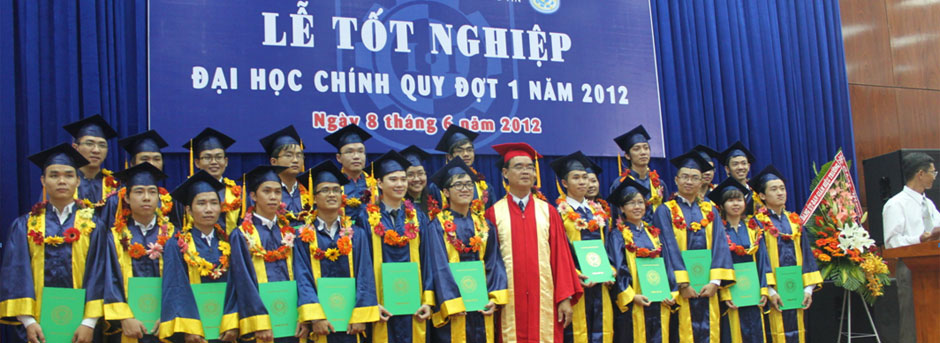 LỄ TỐT NGHIỆP
ĐẠI HỌC CHÍNH QUY ĐỢT 1 NĂM 2012
Ngày 8 tháng 6 năm 2012